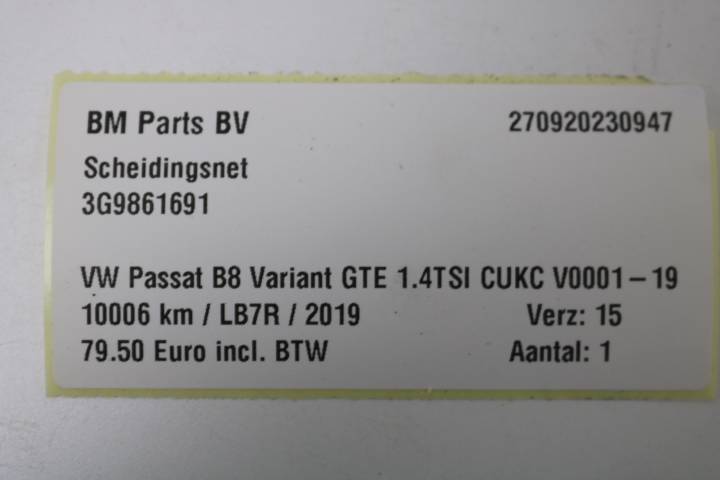 BM Parts BV 270920230947
Scheidingsnet
3G9861691
VW Passat B8 Variant GTE 1.4TSI CUKC V0001-19
10006 km / LB7R / 2019 Verz: 15
79.50 Euro incl. BTW Aantal: 1